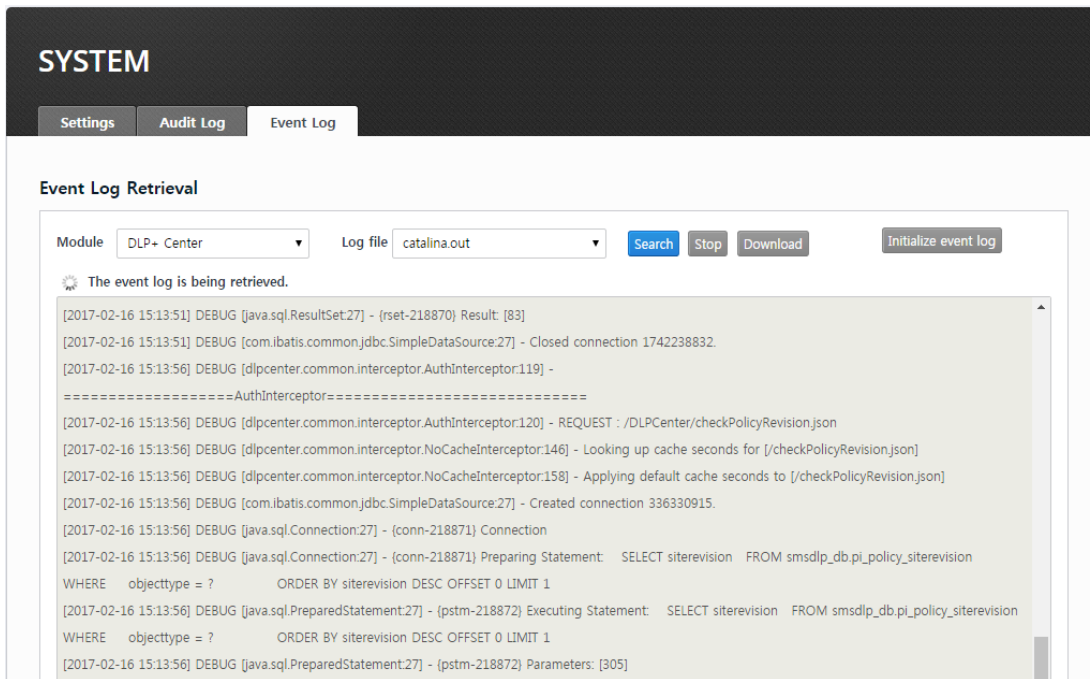 SYSTEM
Settings Audit Log Event Log
Event Log Retrieval
Module DLP+ Center Log file catalina.out Search Stop Download Initialize event log
The event log is being retrieved.
[2017-02-16 15:13:51] DEBUG [java.sql.ResultSet:27] - {rset-218870} Result: [83]
[2017-02-16 15:13:51] DEBUG [com.ibatis.common.jdbc.SimpleDataSource:27] - Closed connection 1742238832.
[2017-02-16 15:13:56] DEBUG [dlpcenter.common.interceptor.AuthInterceptor:119] -
===================AuthInterceptor=============================
[2017-02-16 15:13:56] DEBUG [dlpcenter.common.interceptor.AuthInterceptor:120] - REQUEST : /DLPCenter/checkPolicyRevision.json
[2017-02-16 15:13:56] DEBUG [dlpcenter.common.interceptor.NoCacheInterceptor:146] - Looking up cache seconds for [/checkPolicyRevision.json]
[2017-02-16 15:13:56] DEBUG [dlpcenter.common.interceptor.NoCacheInterceptor:158] - Applying default cache seconds to [/checkPolicyRevision.json]
[2017-02-16 15:13:56] DEBUG [com.ibatis.common.jdbc.SimpleDataSource:27] - Created connection 336330915.
[2017-02-16 15:13:56] DEBUG [java.sql.Connection:27] - {conn-218871} Connection
[2017-02-16 15:13:56] DEBUG [java.sql.Connection:27] - {conn-218871} Preparing Statement: SELECT siterevision FROM smsdlp_db.pi_policy_siterevision
WHERE objecttype = ? ORDER BY siterevision DESC OFFSET 0 LIMIT 1
[2017-02-16 15:13:56] DEBUG [java.sql.PreparedStatement:27] - {pstm-218872} Executing Statement: SELECT siterevision FROM smsdlp_db.pi_policy_siterevision
WHERE objecttype = ? ORDER BY siterevision DESC OFFSET 0 LIMIT 1
[2017-02-16 15:13:56] DEBUG [java.sql.PreparedStatement:27] - {pstm-218872} Parameters: [305]